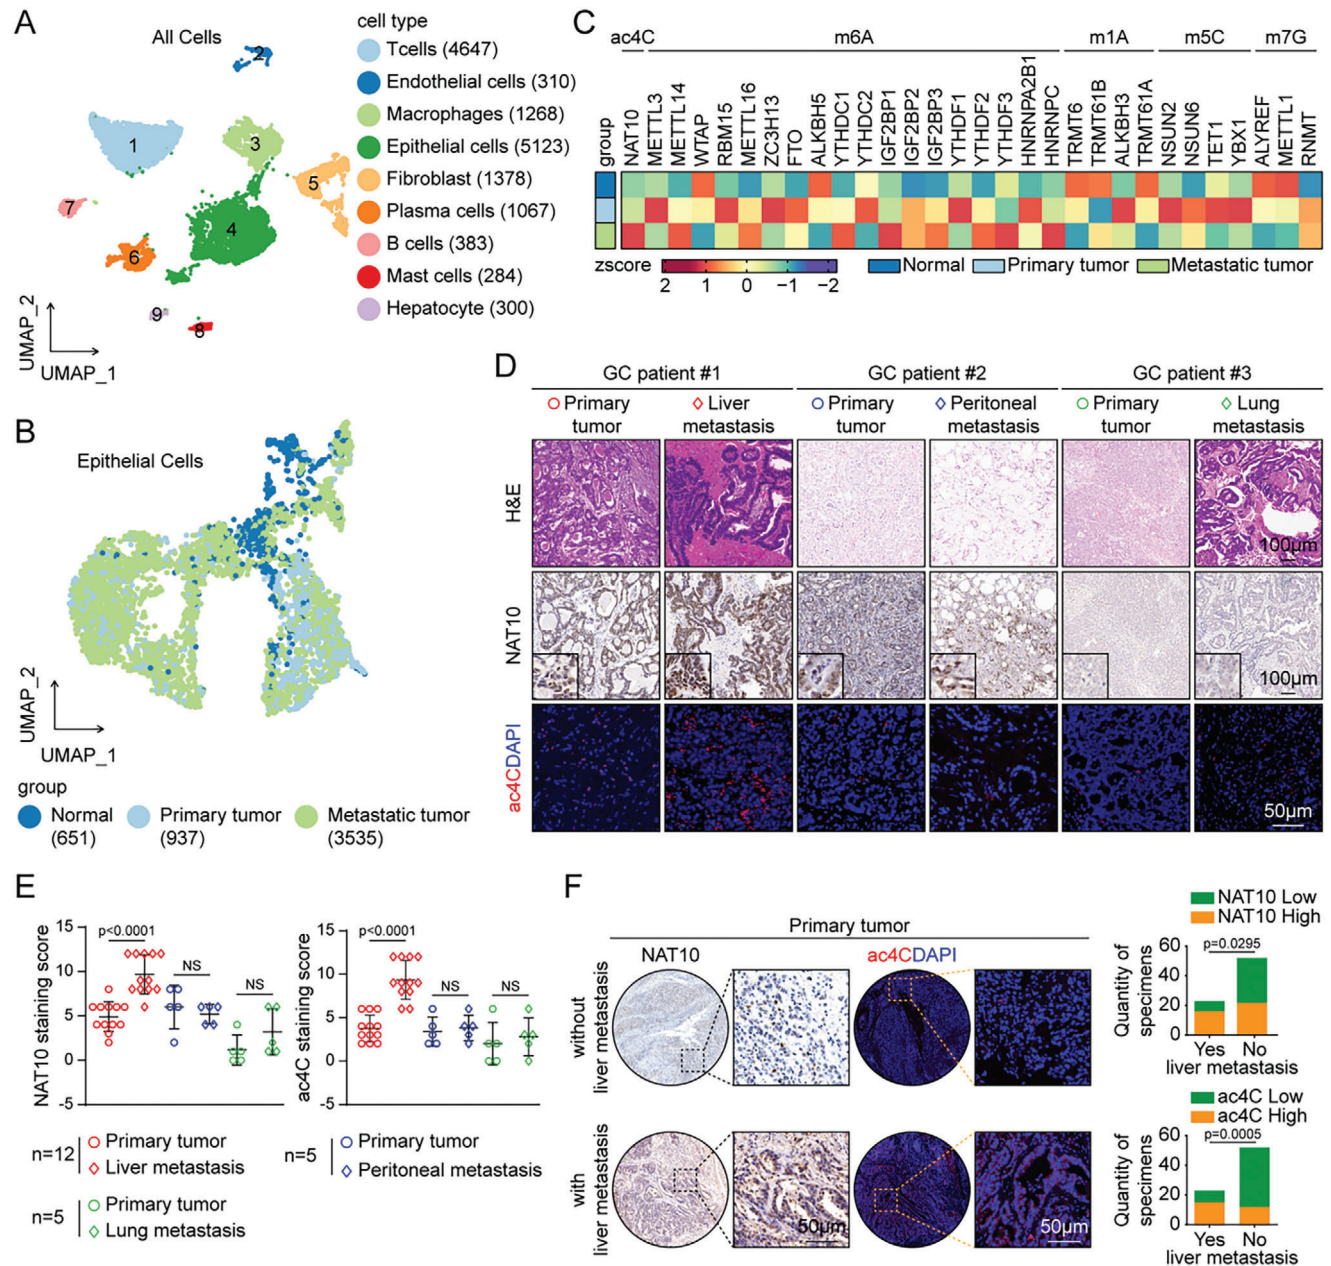 A
All Cells
1
2
3
4
5
6
7
8
9
UMAP_2
UMAP_1
cell type
Tcells (4647)
Endothelial cells (310)
Macrophages (1268)
Epithelial cells (5123)
Fibroblast (1378)
Plasma cells (1067)
B cells (383)
Mast cells (284)
Hepatocyte (300)
B
Epithelial Cells
UMAP_2
UMAP_1
group
Normal
(651)
Primary tumor
(937)
Metastatic tumor
(3535)
C
ac4C
m6A
m1A
m5C
m7G
group
NAT10
METTL3
METTL14
WTAP
RBM15
METTL16
ZC3H13
FTO
ALKBH5
YTHDC1
YTHDC2
IGF2BP1
IGF2BP2
IGF2BP3
YTHDF1
YTHDF2
YTHDF3
HNRNPA2B1
HNRNPC
TRMT6
TRMT61B
ALKBH3
TRMT61A
NSUN2
NSUN6
TET1
YBX1
ALYREF
METTL1
RNMT
zscore
2 1 0 −1 −2
Normal
Primary tumor
Metastatic tumor
D
GC patient #1
GC patient #2
GC patient #3
Primary
tumor
Liver
metastasis
Primary
tumor
Peritoneal
metastasis
Primary
tumor
Lung
metastasis
H&E
100μm
NAT10
100μm
ac4CDAPI
50μm
E
NAT10 staining score
15
10
5
0
-5
p<0.0001
NS
NS
ac4C staining score
15
10
5
0
-5
p<0.0001
NS
NS
n=12
Primary tumor
Liver metastasis
n=5
Primary tumor
Peritoneal metastasis
n=5
Primary tumor
Lung metastasis
F
Primary tumor
NAT10
ac4CDAPI
without
liver metastasis
with
liver metastasis
50μm
50μm
NAT10 Low
NAT10 High
Quantity of
specimens
60
40
20
0
p=0.0295
Yes No
liver metastasis
ac4C Low
ac4C High
Quantity of
specimens
60
40
20
0
p=0.0005
Yes No
liver metastasis